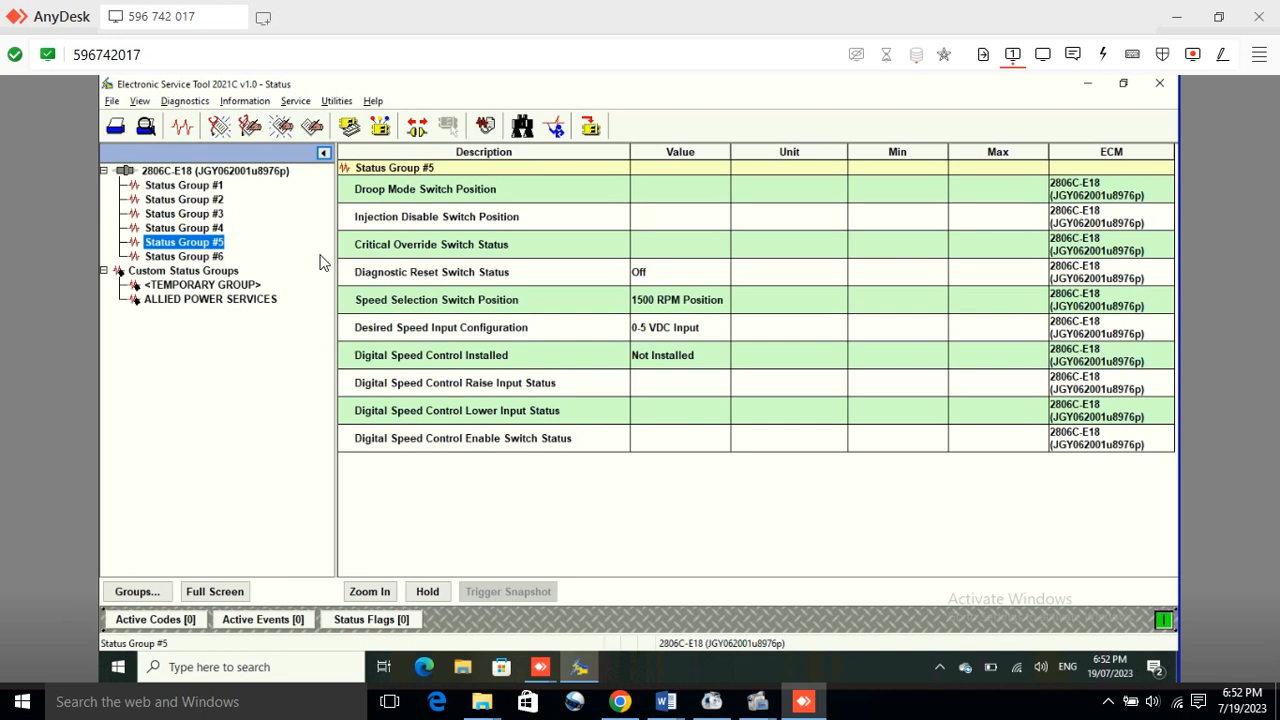 AnyDesk
596 742 017
596742017
1
Electronic Service Tool 2021C v1.0 - Status
File View Diagnostics Information Service Utilities Help
Description Value Unit Min Max ECM
2806C-E18 (JGY062001u8976p)
Status Group #1
Status Group #2
Status Group #3
Status Group #4
Status Group #5
Status Group #6
Custom Status Groups
<TEMPORARY GROUP>
ALLIED POWER SERVICES
Status Group #5
Droop Mode Switch Position 2806C-E18
(JGY062001u8976p)
Injection Disable Switch Position 2806C-E18
(JGY062001u8976p)
Critical Override Switch Status 2806C-E18
(JGY062001u8976p)
Diagnostic Reset Switch Status Off 2806C-E18
(JGY062001u8976p)
Speed Selection Switch Position 1500 RPM Position 2806C-E18
(JGY062001u8976p)
Desired Speed Input Configuration 0-5 VDC Input 2806C-E18
(JGY062001u8976p)
Digital Speed Control Installed Not Installed 2806C-E18
(JGY062001u8976p)
Digital Speed Control Raise Input Status 2806C-E18
(JGY062001u8976p)
Digital Speed Control Lower Input Status 2806C-E18
(JGY062001u8976p)
Digital Speed Control Enable Switch Status 2806C-E18
(JGY062001u8976p)
Groups... Full Screen Zoom In Hold Trigger Snapshot
Activate Windows
Active Codes [0] Active Events [0] Status Flags [0]
Status Group #5 2806C-E18 (JGY062001u8976p)
Type here to search ENG 6:52 PM
19/07/2023 2
Search the web and Windows 6:52 PM
7/19/2023